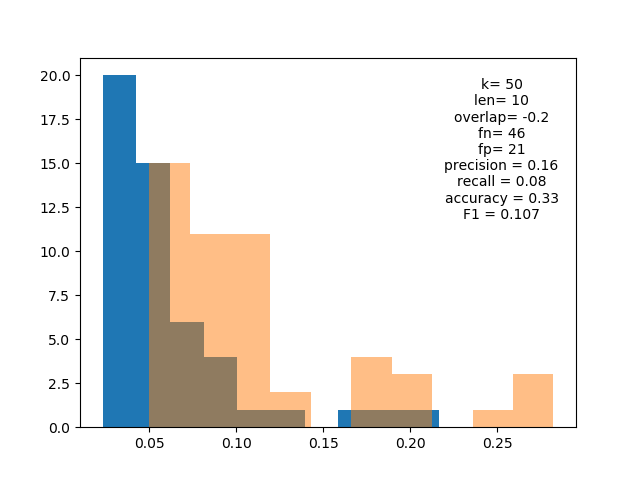 20.0
17.5
15.0
12.5
10.0
7.5
5.0
2.5
0.0
0.05 0.10 0.15 0.20 0.25
k= 50
len= 10
overlap= -0.2
fn= 46
fp= 21
precision = 0.16
recall = 0.08
accuracy = 0.33
F1 = 0.107